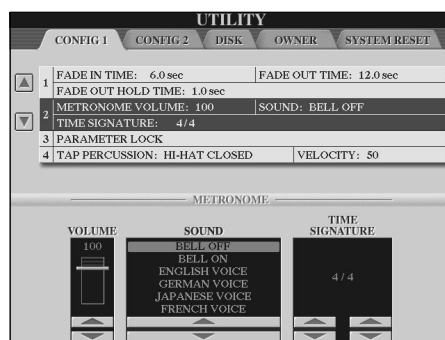 UTILITY
CONFIG 1 CONFIG 2 DISK OWNER SYSTEM RESET
1 FADE IN TIME: 6.0 sec FADE OUT TIME: 12.0 sec
FADE OUT HOLD TIME: 1.0 sec
2 METRONOME VOLUME: 100 SOUND: BELL OFF
TIME SIGNATURE: 4/4
3 PARAMETER LOCK
4 TAP PERCUSSION: HI-HAT CLOSED VELOCITY: 50
METRONOME
VOLUME SOUND TIME SIGNATURE
100 BELL OFF
BELL ON
ENGLISH VOICE 4/4
GERMAN VOICE
JAPANESE VOICE
FRENCH VOICE